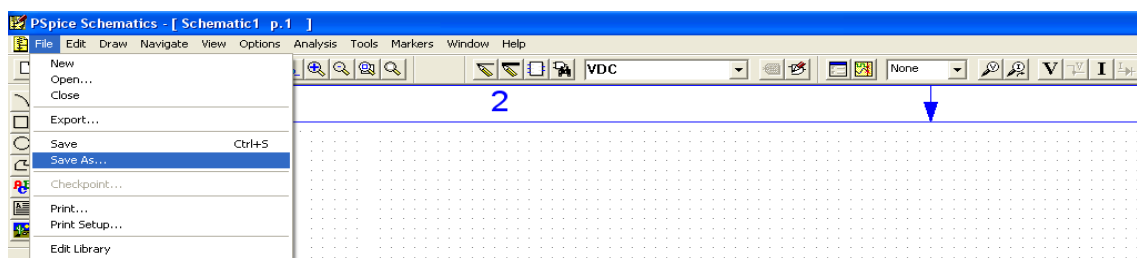 PSpice Schematics - [ Schematic1 p.1 ]
File Edit Draw Navigate View Options Analysis Tools Markers Window Help
VDC None V V I I
New
Open...
Close
2
Export...
Save Ctrl+S
Save As...
Checkpoint...
Print...
Print Setup...
Edit Library